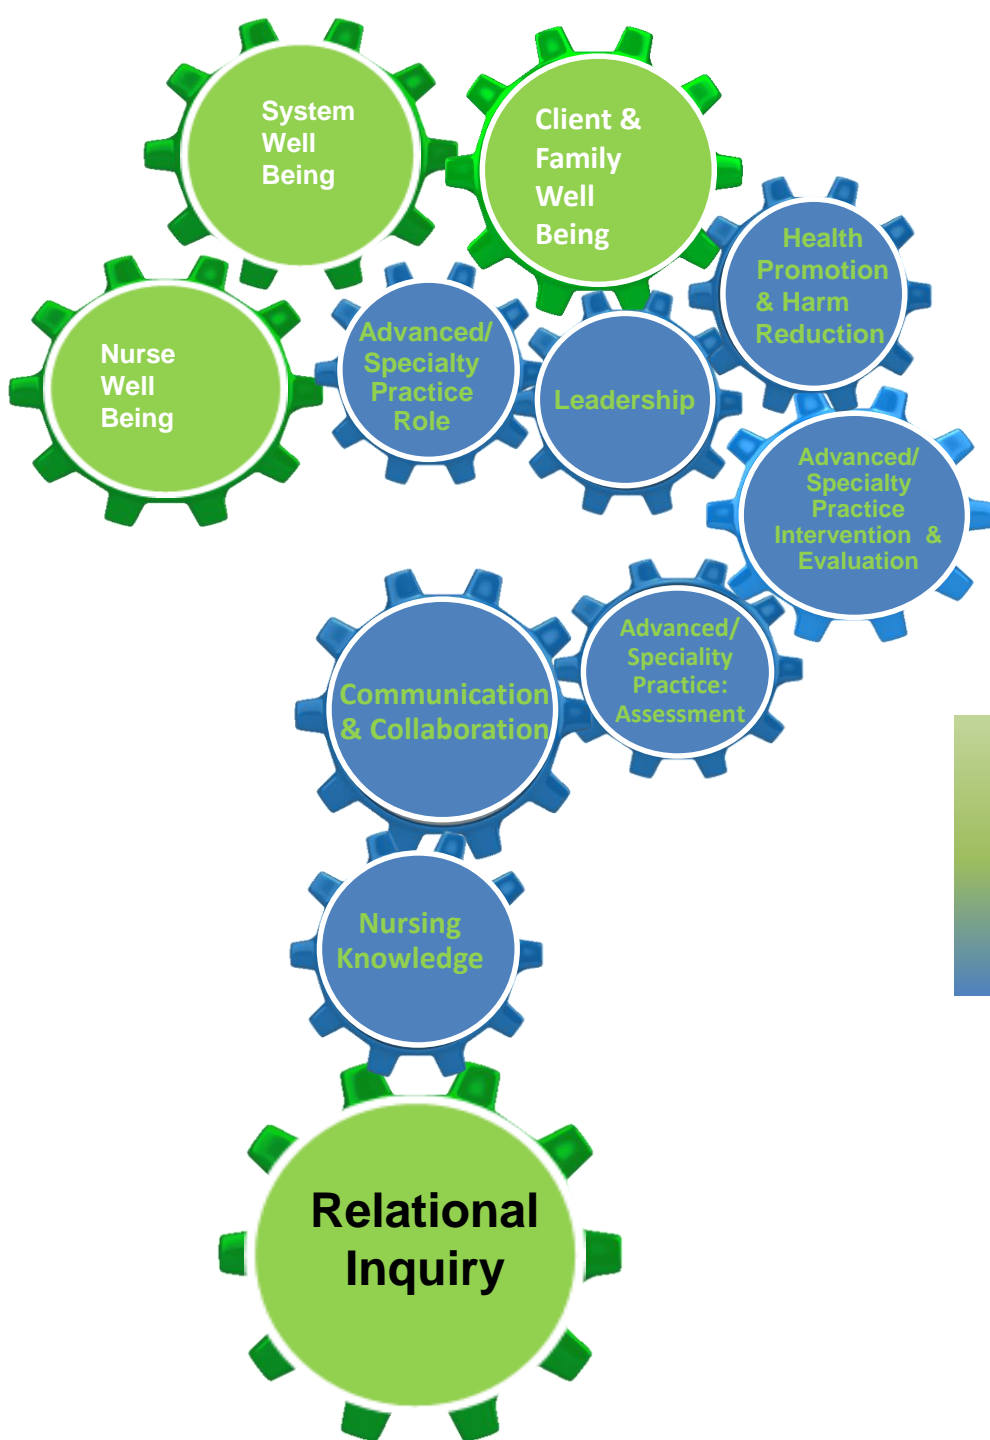 System
Well
Being
Client &
Family
Well
Being
Health
Promotion
& Harm
Reduction
Nurse
Well
Being
Advanced/
Specialty
Practice
Role
Leadership
Advanced/
Specialty
Practice
Intervention &
Evaluation
Communication
& Collaboration
Advanced/
Speciality
Practice:
Assessment
Nursing
Knowledge
Relational
Inquiry